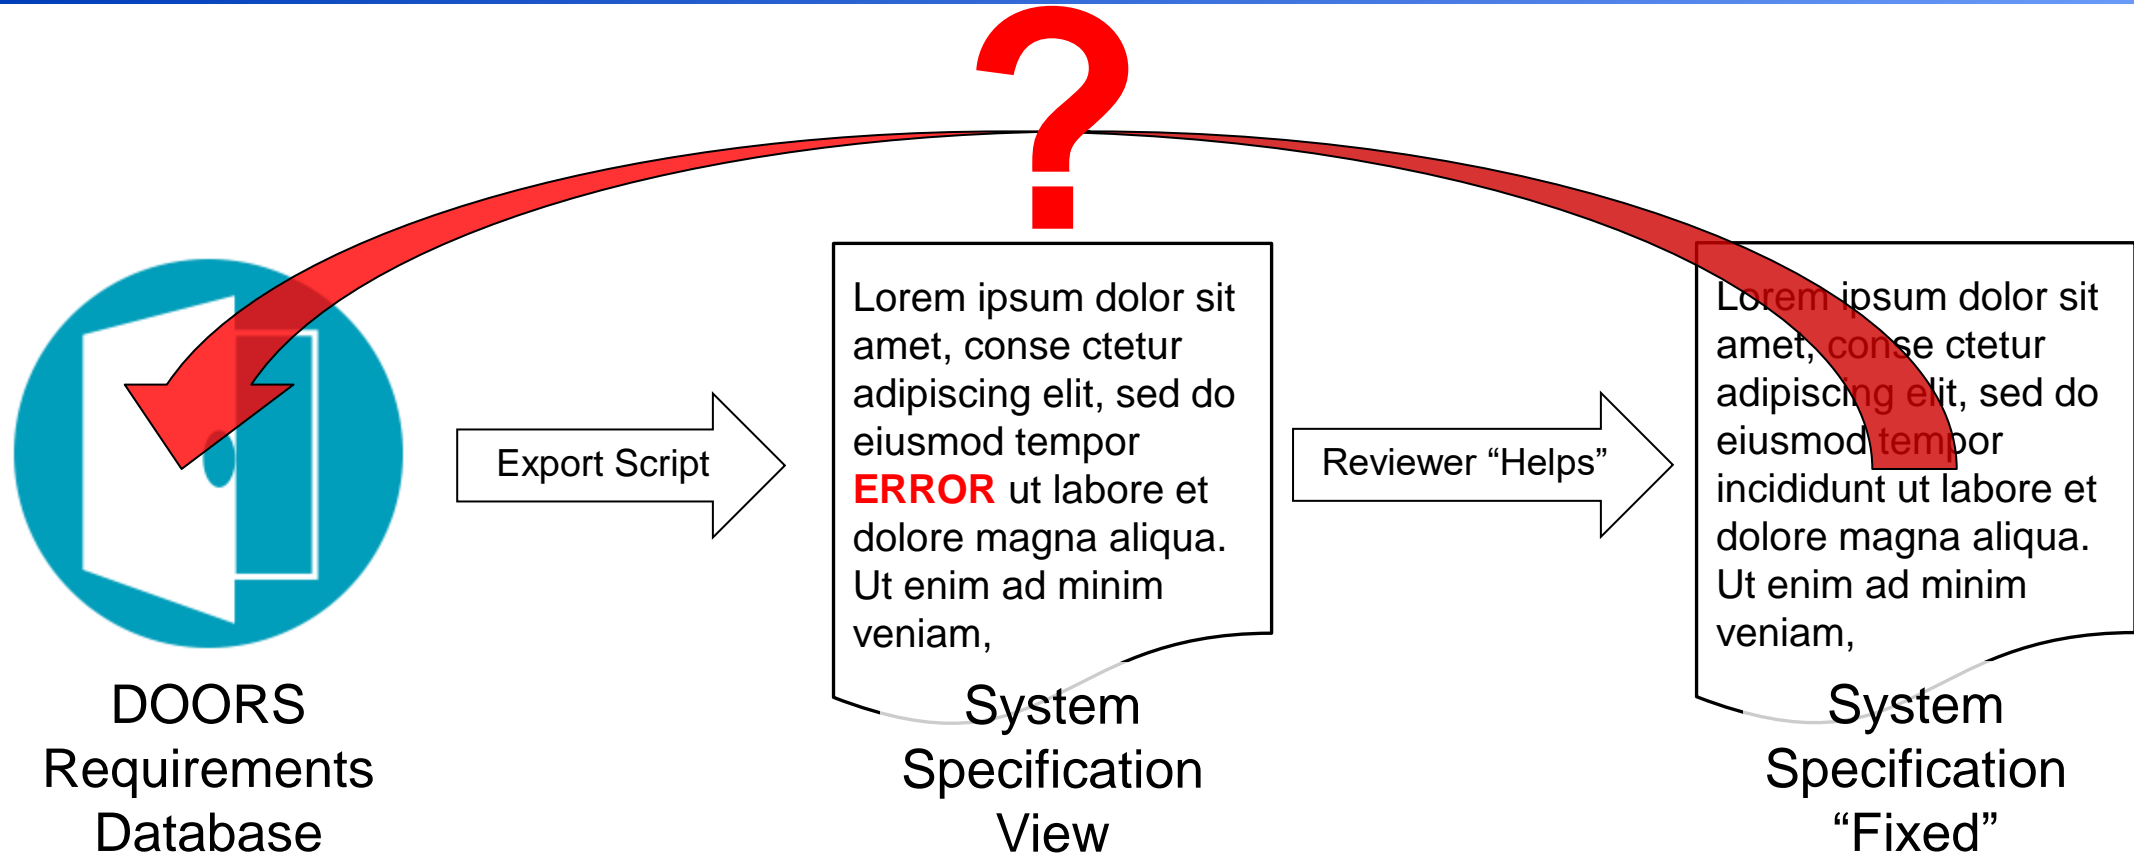 ?
DOORS
Requirements
Database
Export Script
Lorem ipsum dolor sit
amet, conse ctetur
adipiscing elit, sed do
eiusmod tempor
ERROR ut labore et
dolore magna aliqua.
Ut enim ad minim
veniam,
System
Specification
View
Reviewer “Helps”
Lorem ipsum dolor sit
amet, conse ctetur
adipiscing elit, sed do
eiusmod tempor
incididunt ut labore et
dolore magna aliqua.
Ut enim ad minim
veniam,
System
Specification
“Fixed”